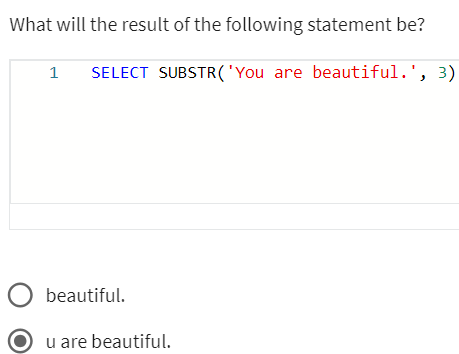 What will the result of the following statement be?
1 SELECT SUBSTR('You are beautiful.', 3)
beautiful.
u are beautiful.